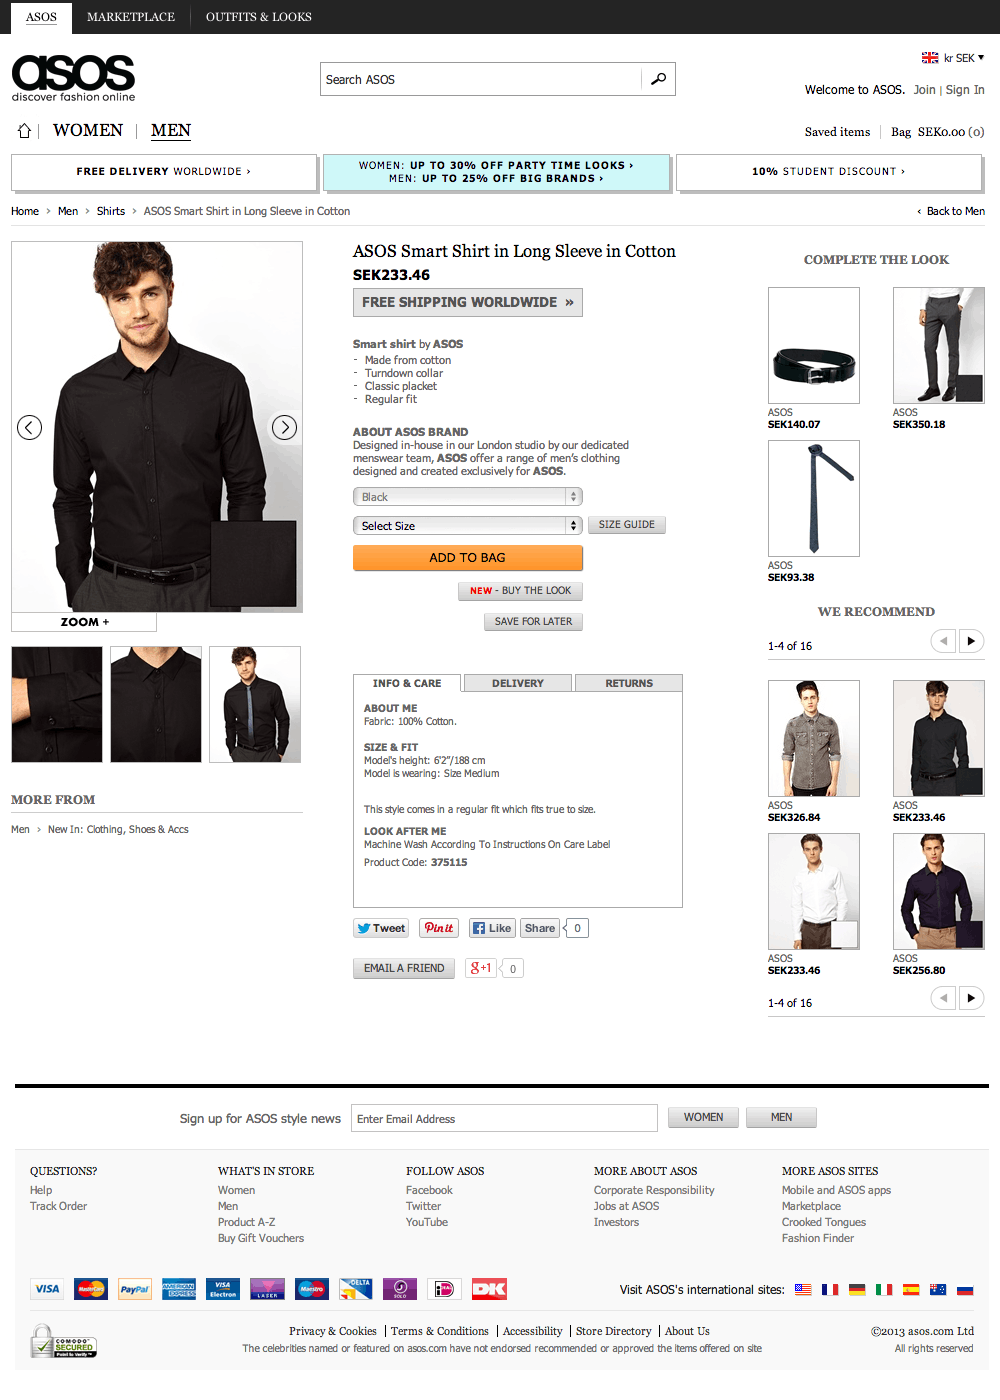 ASOS
MARKETPLACE
OUTFITS & LOOKS
asos
discover fashion online
Search ASOS
kr SEK
Welcome to ASOS. Join | Sign In
WOMEN | MEN
Saved items | Bag SEK0.00 (0)
FREE DELIVERY WORLDWIDE ›
WOMEN: UP TO 30% OFF PARTY TIME LOOKS ›
MEN: UP TO 25% OFF BIG BRANDS ›
10% STUDENT DISCOUNT ›
Home › Men › Shirts › ASOS Smart Shirt in Long Sleeve in Cotton
‹ Back to Men
ZOOM +
MORE FROM
Men › New In: Clothing, Shoes & Accs
ASOS Smart Shirt in Long Sleeve in Cotton
SEK233.46
FREE SHIPPING WORLDWIDE »
Smart shirt by ASOS
- Made from cotton
- Turndown collar
- Classic placket
- Regular fit
ABOUT ASOS BRAND
Designed in-house in our London studio by our dedicated
menswear team, ASOS offer a range of men's clothing
designed and created exclusively for ASOS.
Black
Select Size
SIZE GUIDE
ADD TO BAG
NEW - BUY THE LOOK
SAVE FOR LATER
INFO & CARE
DELIVERY
RETURNS
ABOUT ME
Fabric: 100% Cotton.
SIZE & FIT
Model's height: 6'2"/188 cm
Model is wearing: Size Medium
This style comes in a regular fit which fits true to size.
LOOK AFTER ME
Machine Wash According To Instructions On Care Label
Product Code: 375115
Tweet
Pin it
Like
Share
0
EMAIL A FRIEND
g+1
0
COMPLETE THE LOOK
ASOS
SEK140.07
ASOS
SEK350.18
ASOS
SEK93.38
WE RECOMMEND
1-4 of 16
ASOS
SEK326.84
ASOS
SEK233.46
ASOS
SEK233.46
ASOS
SEK256.80
1-4 of 16
Sign up for ASOS style news
Enter Email Address
WOMEN
MEN
QUESTIONS?
Help
Track Order
WHAT'S IN STORE
Women
Men
Product A-Z
Buy Gift Vouchers
FOLLOW ASOS
Facebook
Twitter
YouTube
MORE ABOUT ASOS
Corporate Responsibility
Jobs at ASOS
Investors
MORE ASOS SITES
Mobile and ASOS apps
Marketplace
Crooked Tongues
Fashion Finder
VISA
MasterCard
PayPal
AMERICAN EXPRESS
VISA Electron
LASER
Maestro
DELTA
SOLO
iDEAL
DK
Visit ASOS's international sites:
COMODO
SECURED
Point to Verify
Privacy & Cookies | Terms & Conditions | Accessibility | Store Directory | About Us
The celebrities named or featured on asos.com have not endorsed recommended or approved the items offered on site
©2013 asos.com Ltd
All rights reserved